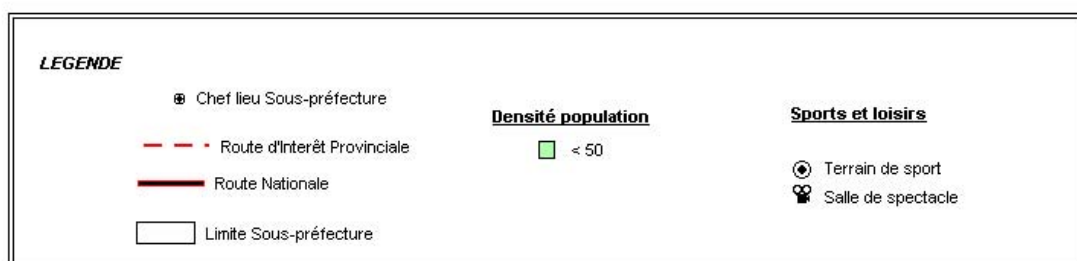 LEGENDE
Chef lieu Sous-préfecture
Route d'Interêt Provinciale
Route Nationale
Limite Sous-préfecture
Densité population
< 50
Sports et loisirs
Terrain de sport
Salle de spectacle